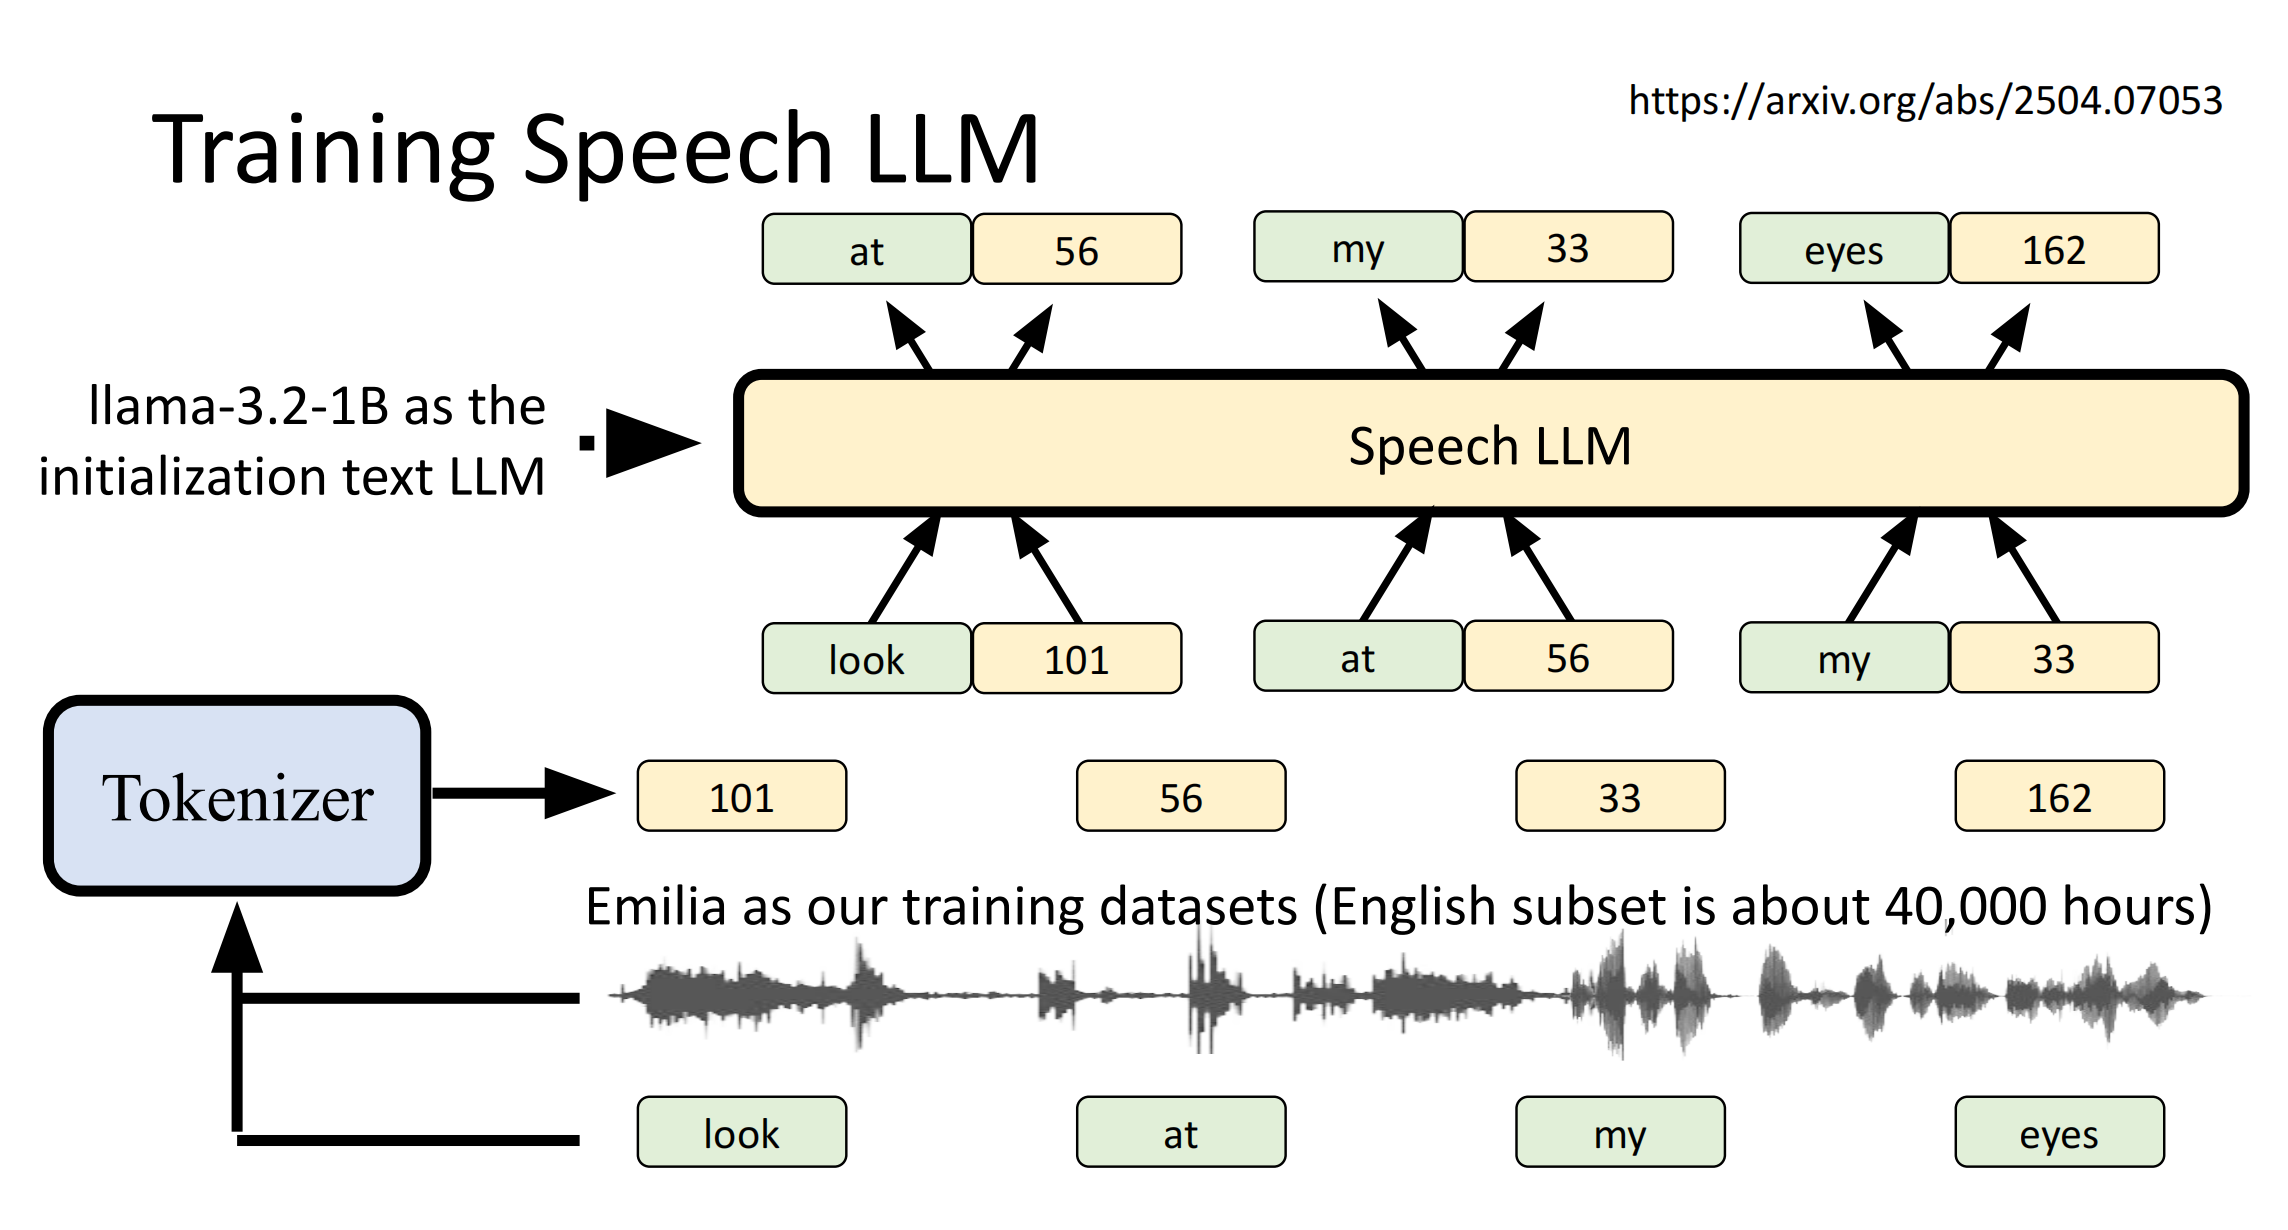 https://arxiv.org/abs/2504.07053
Training Speech LLM
at 56 my 33 eyes 162
llama-3.2-1B as the
initialization text LLM
Speech LLM
look 101 at 56 my 33
Tokenizer
101 56 33 162
Emilia as our training datasets (English subset is about 40,000 hours)
look at my eyes